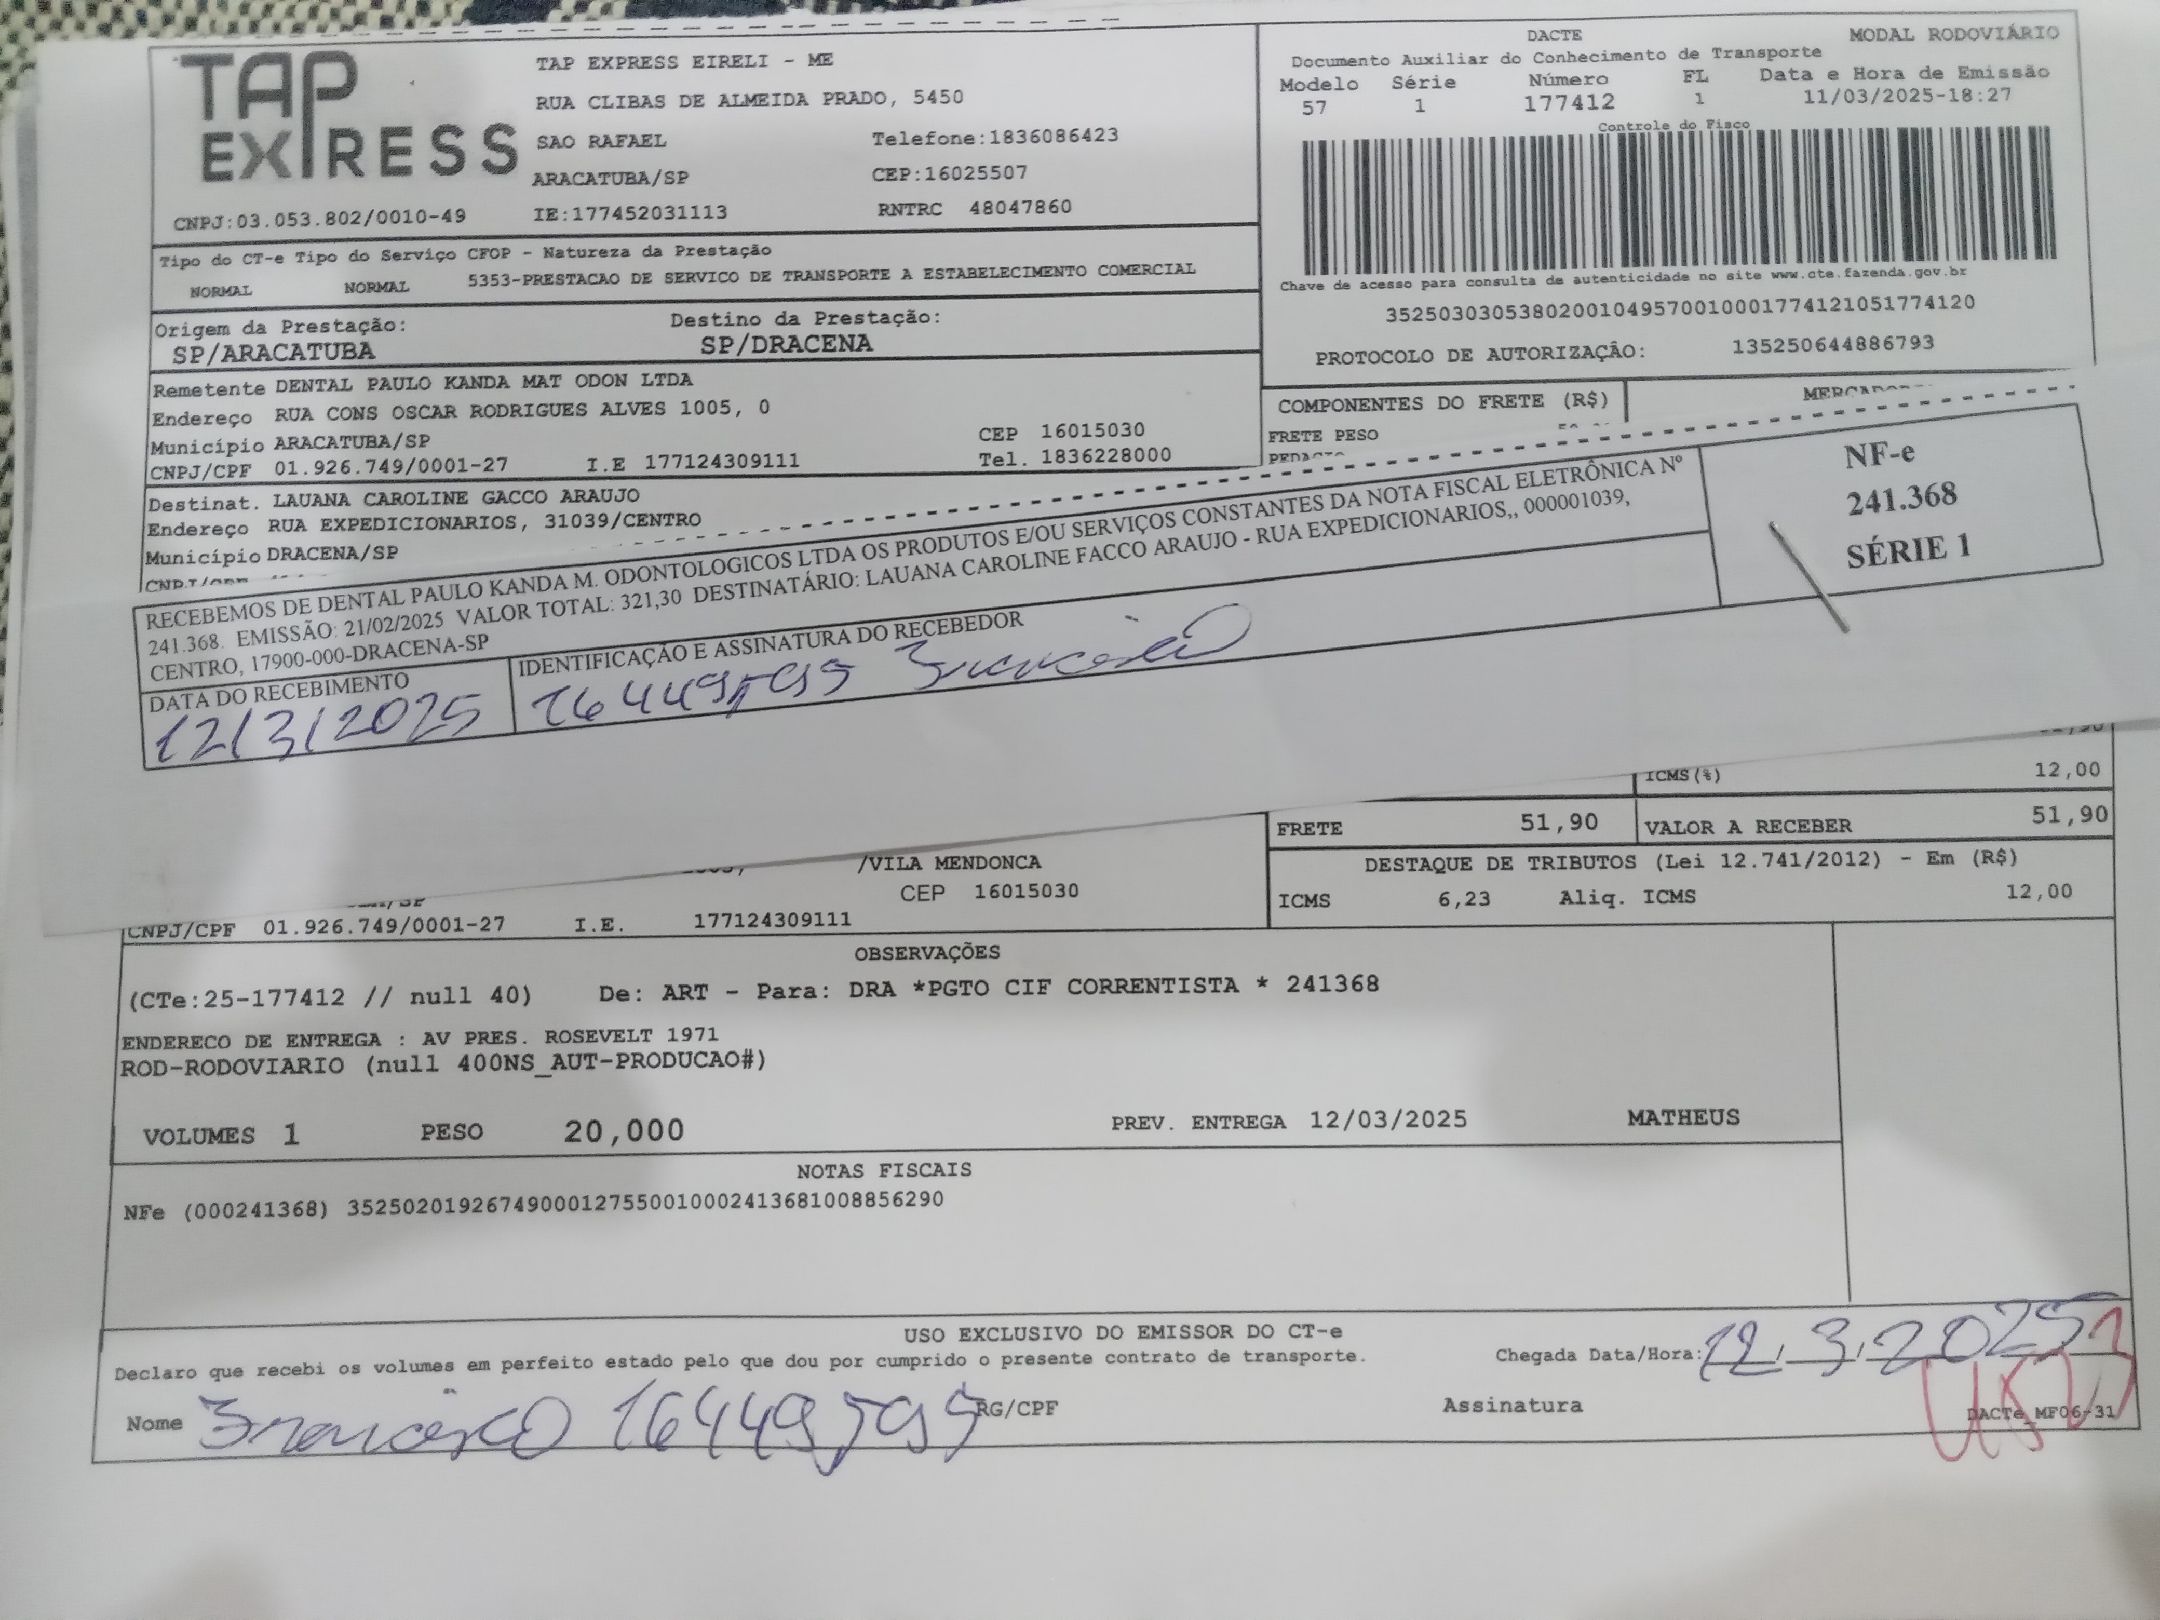 TAP EXPRESS
TAP EXPRESS EIRELI - ME
RUA CLIBAS DE ALMEIDA PRADO, 5450
SAO RAFAEL Telefone:1836086423
ARACATUBA/SP CEP:16025507
CNPJ:03.053.802/0010-49 IE:177452031113 RNTRC 48047860
DACTE MODAL RODOVIÁRIO
Documento Auxiliar do Conhecimento de Transporte
Modelo Série Número FL Data e Hora de Emissão
57 1 177412 1 11/03/2025-18:27
Controle do Fisco
Chave de acesso para consulta de autenticidade no site www.cte.fazenda.gov.br
35250303053802001049570010001774121051774120
PROTOCOLO DE AUTORIZAÇÃO: 135250644886793
Tipo do CT-e Tipo do Serviço CFOP - Natureza da Prestação
NORMAL NORMAL 5353-PRESTACAO DE SERVICO DE TRANSPORTE A ESTABELECIMENTO COMERCIAL
Origem da Prestação: Destino da Prestação:
SP/ARACATUBA SP/DRACENA
Remetente DENTAL PAULO KANDA MAT ODON LTDA
Endereço RUA CONS OSCAR RODRIGUES ALVES 1005, 0
Município ARACATUBA/SP CEP 16015030
CNPJ/CPF 01.926.749/0001-27 I.E 177124309111 Tel. 1836228000
COMPONENTES DO FRETE (R$)
FRETE PESO
Destinat. LAUANA CAROLINE GACCO ARAUJO
Endereço RUA EXPEDICIONARIOS, 31039/CENTRO
Município DRACENA/SP
RECEBEMOS DE DENTAL PAULO KANDA M. ODONTOLOGICOS LTDA OS PRODUTOS E/OU SERVIÇOS CONSTANTES DA NOTA FISCAL ELETRÔNICA Nº
241.368. EMISSÃO: 21/02/2025 VALOR TOTAL: 321,30 DESTINATÁRIO: LAUANA CAROLINE FACCO ARAUJO - RUA EXPEDICIONARIOS,, 000001039,
CENTRO, 17900-000-DRACENA-SP
NF-e
241.368
SÉRIE 1
DATA DO RECEBIMENTO IDENTIFICAÇÃO E ASSINATURA DO RECEBEDOR
12/3/2025 164495595 Francisco
ICMS(%) 12,00
FRETE 51,90 VALOR A RECEBER 51,90
/VILA MENDONCA
CEP 16015030
CNPJ/CPF 01.926.749/0001-27 I.E. 177124309111
DESTAQUE DE TRIBUTOS (Lei 12.741/2012) - Em (R$)
ICMS 6,23 Aliq. ICMS 12,00
OBSERVAÇÕES
(CTe:25-177412 // null 40) De: ART - Para: DRA *PGTO CIF CORRENTISTA * 241368
ENDERECO DE ENTREGA : AV PRES. ROSEVELT 1971
ROD-RODOVIARIO (null 400NS_AUT-PRODUCAO#)
VOLUMES 1 PESO 20,000 PREV. ENTREGA 12/03/2025 MATHEUS
NOTAS FISCAIS
NFe (000241368) 35250201926749000127550010002413681008856290
USO EXCLUSIVO DO EMISSOR DO CT-e
Declaro que recebi os volumes em perfeito estado pelo que dou por cumprido o presente contrato de transporte. Chegada Data/Hora: 12.3.2025
Nome Francisco 164495595 RG/CPF Assinatura DACTe_MF06-31